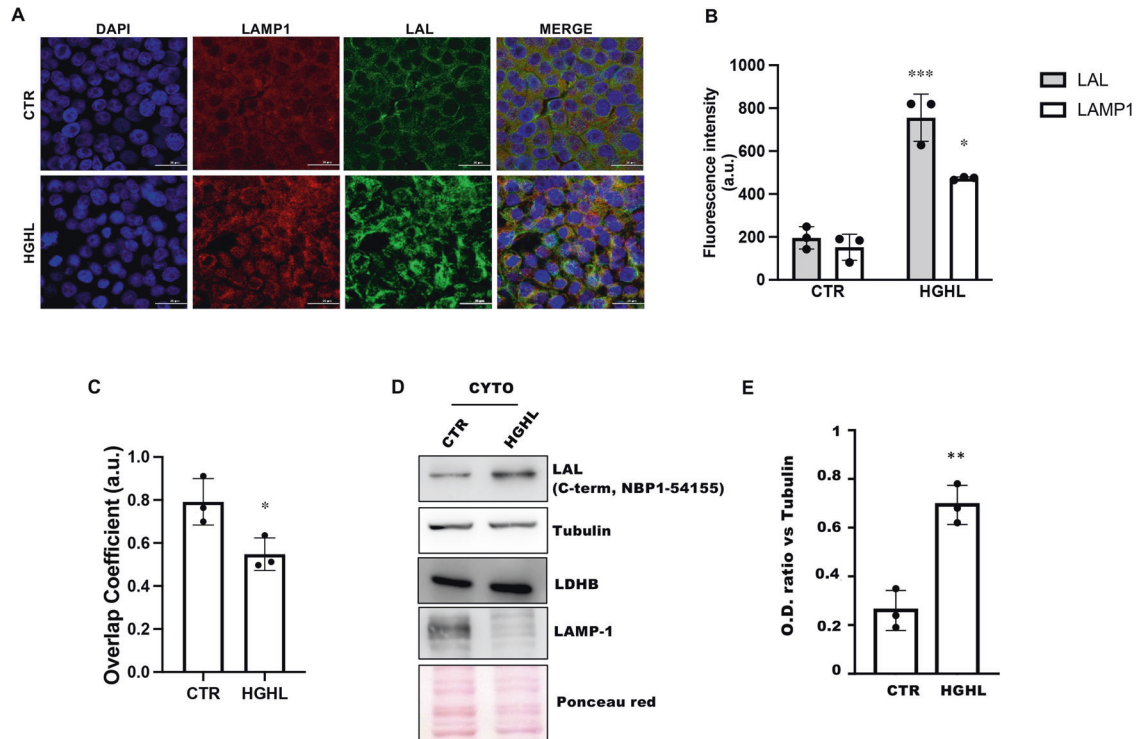 A
DAPI LAMP1 LAL MERGE
CTR
HGHL
B
Fluorescence intensity
(a.u.)
1000
800
600
400
200
0
***
*
CTR HGHL
LAL
LAMP1
C
Overlap Coefficient (a.u.)
1.0
0.8
0.6
0.4
0.2
0.0
*
CTR HGHL
D
CYTO
CTR HGHL
LAL
(C-term, NBP1-54155)
Tubulin
LDHB
LAMP-1
Ponceau red
E
O.D. ratio vs Tubulin
1
0.8
0.6
0.4
0.2
0
**
CTR HGHL